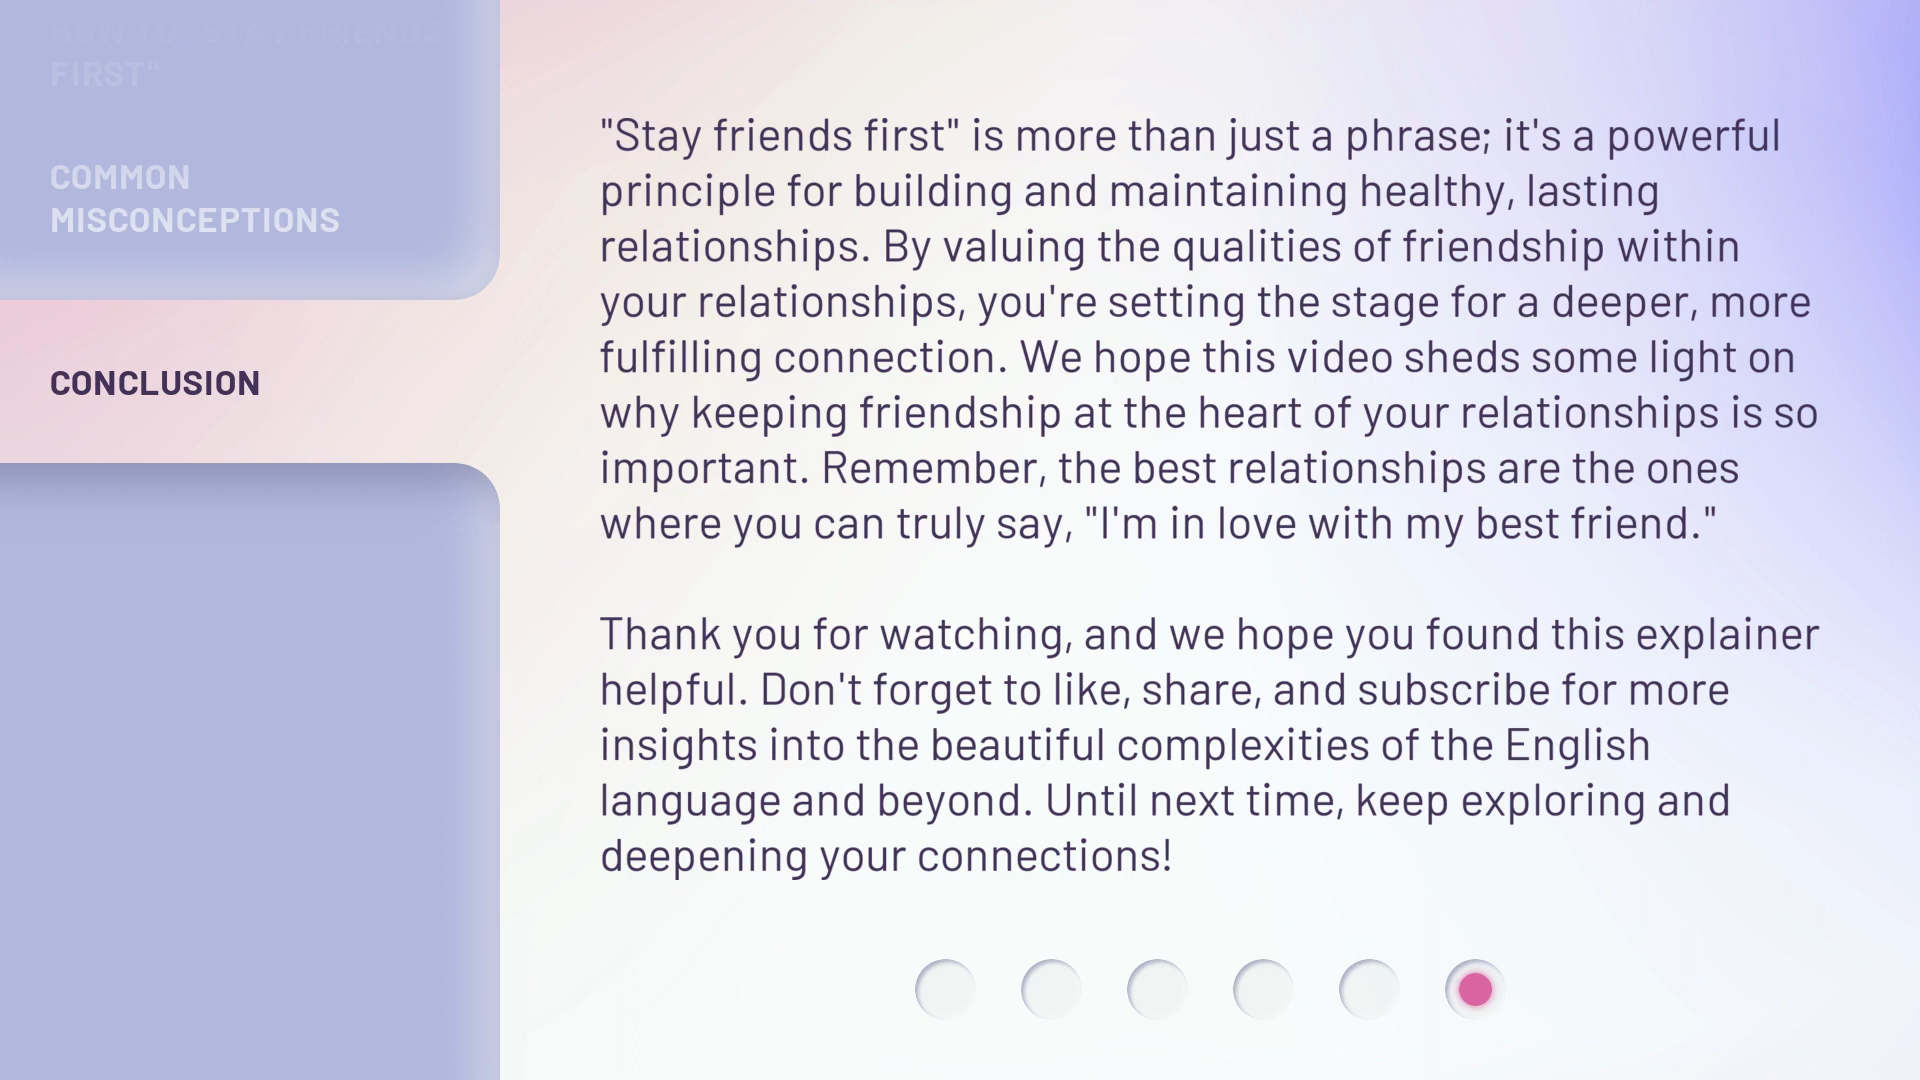 HOW TO "STAY FRIENDS
FIRST"
COMMON
MISCONCEPTIONS
CONCLUSION
"Stay friends first" is more than just a phrase; it's a powerful
principle for building and maintaining healthy, lasting
relationships. By valuing the qualities of friendship within
your relationships, you're setting the stage for a deeper, more
fulfilling connection. We hope this video sheds some light on
why keeping friendship at the heart of your relationships is so
important. Remember, the best relationships are the ones
where you can truly say, "I'm in love with my best friend."
Thank you for watching, and we hope you found this explainer
helpful. Don't forget to like, share, and subscribe for more
insights into the beautiful complexities of the English
language and beyond. Until next time, keep exploring and
deepening your connections!